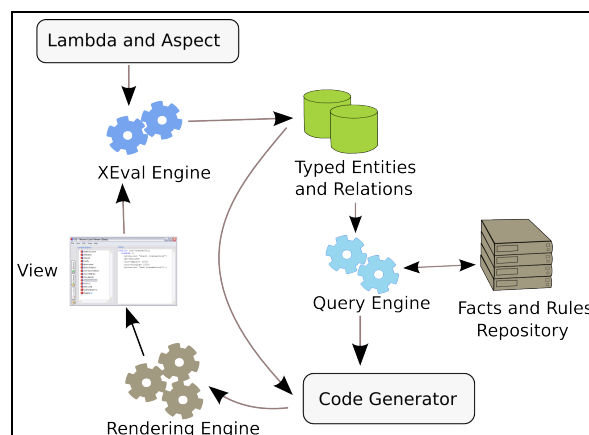 Lambda and Aspect
XEval Engine
Typed Entities
and Relations
View
Query Engine
Facts and Rules
Repository
Code Generator
Rendering Engine